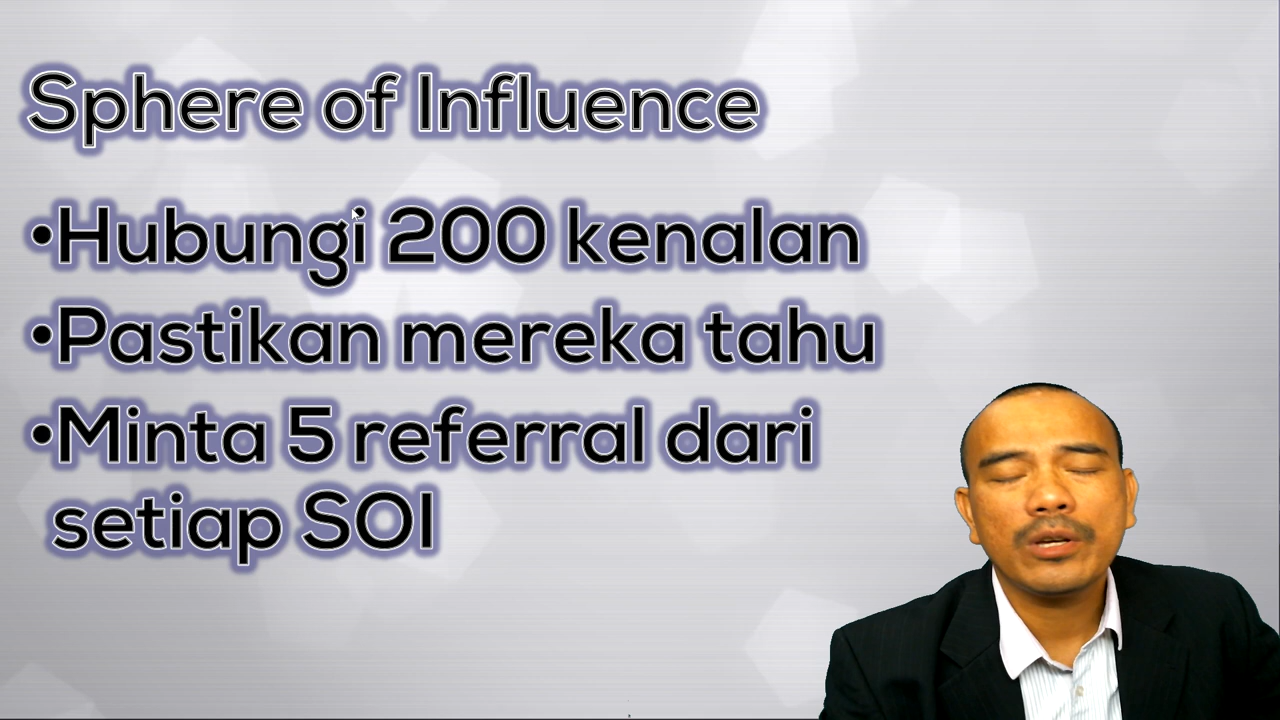 Sphere of Influence
•Hubungi 200 kenalan
•Pastikan mereka tahu
•Minta 5 referral dari
setiap SOI